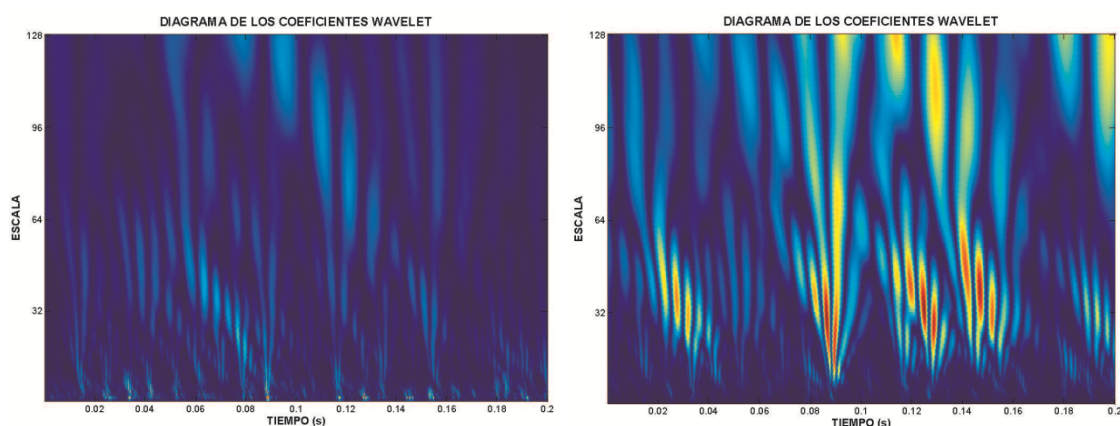 DIAGRAMA DE LOS COEFICIENTES WAVELET
128
96
64
32
ESCALA
0.02 0.04 0.06 0.08 0.1 0.12 0.14 0.16 0.18 0.2
TIEMPO (s)
DIAGRAMA DE LOS COEFICIENTES WAVELET
128
96
64
32
ESCALA
0.02 0.04 0.06 0.08 0.1 0.12 0.14 0.16 0.18 0.2
TIEMPO (s)